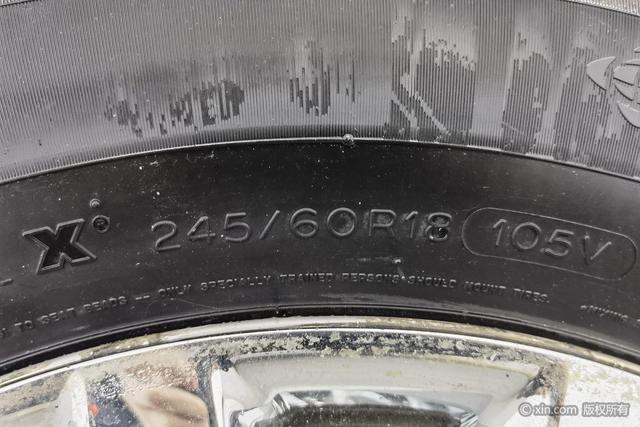 X® 245/60R18 105V
TO SEAT BEADS -- ONLY SPECIALLY TRAINED PERSONS SHOULD MOUNT TIRES.
© xin.com 版权所有